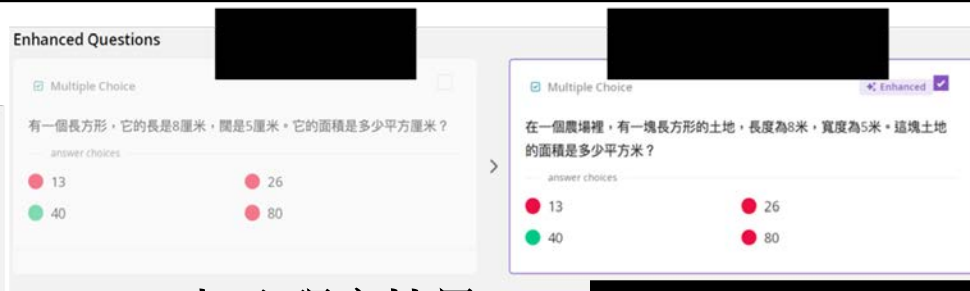 Enhanced Questions
Multiple Choice
有一個長方形，它的長是8厘米，闊是5厘米。它的面積是多少平方厘米？
answer choices
13
26
40
80
Multiple Choice
Enhanced
在一個農場裡，有一塊長方形的土地，長度為8米，寬度為5米。這塊土地
的面積是多少平方米？
answer choices
13
26
40
80